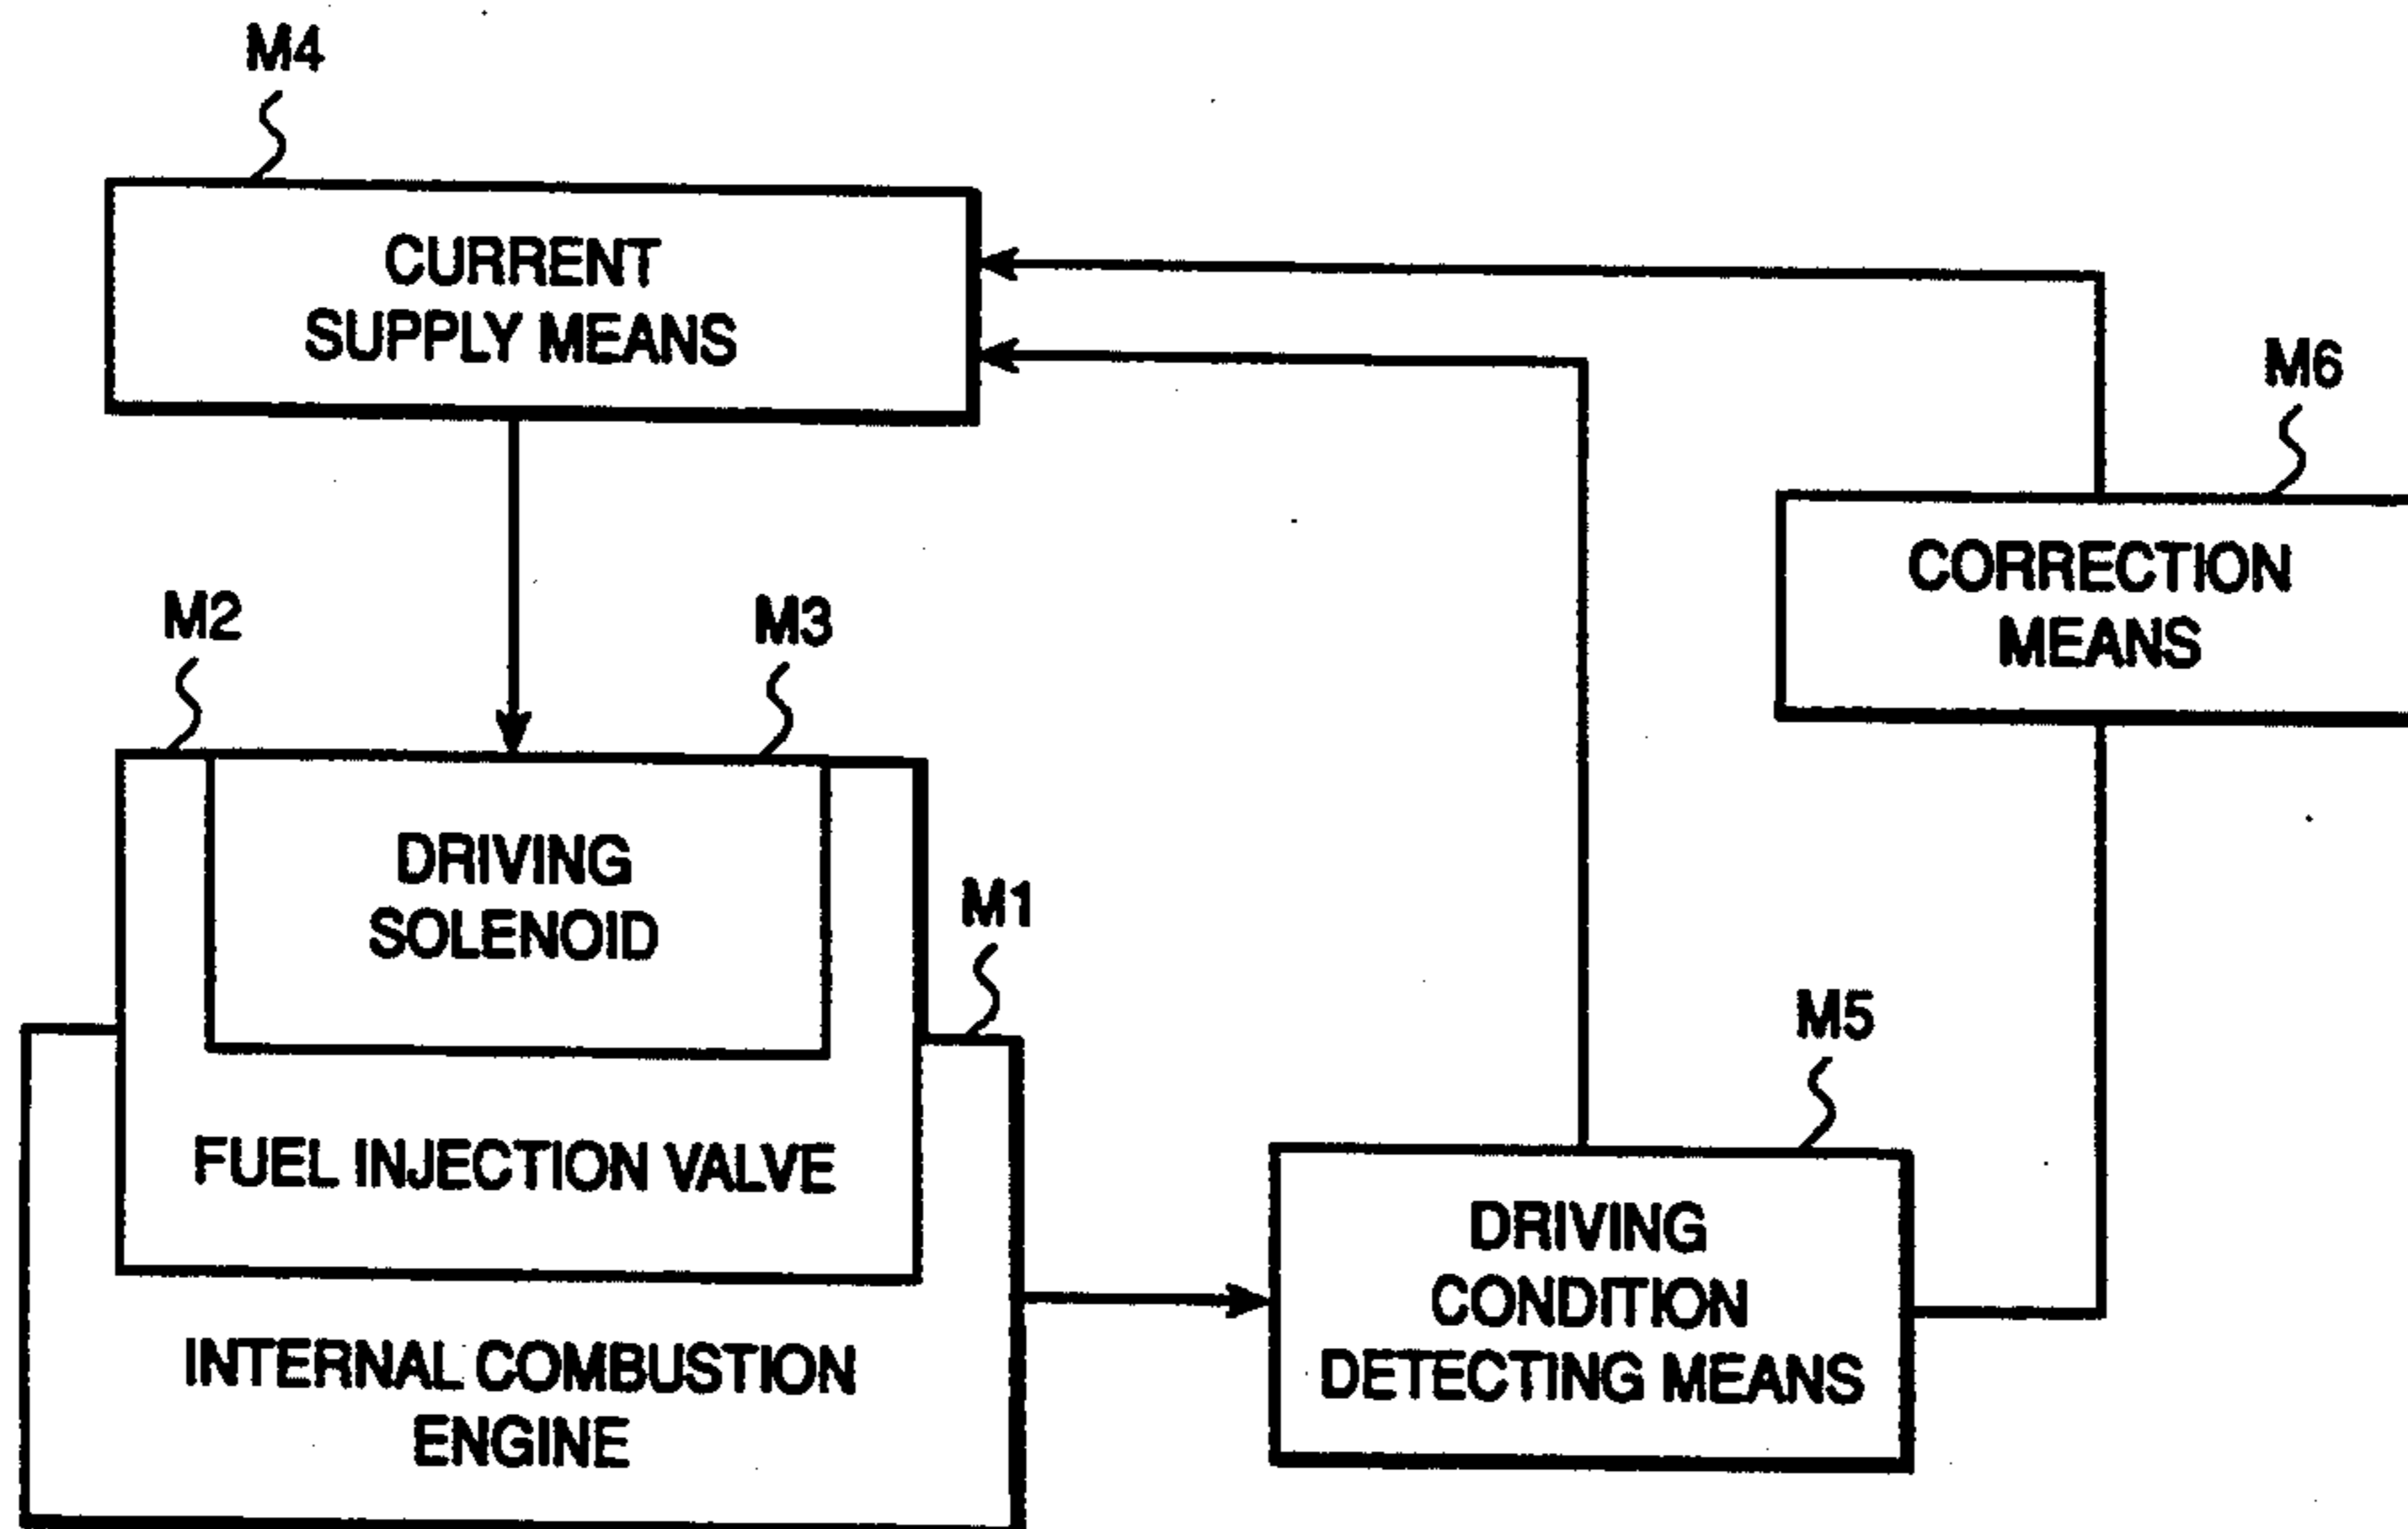 M4
CURRENT
SUPPLY MEANS
M6
CORRECTION
MEANS
M2
M3
DRIVING
SOLENOID
M1
FUEL INJECTION VALVE
INTERNAL COMBUSTION
ENGINE
M5
DRIVING
CONDITION
DETECTING MEANS